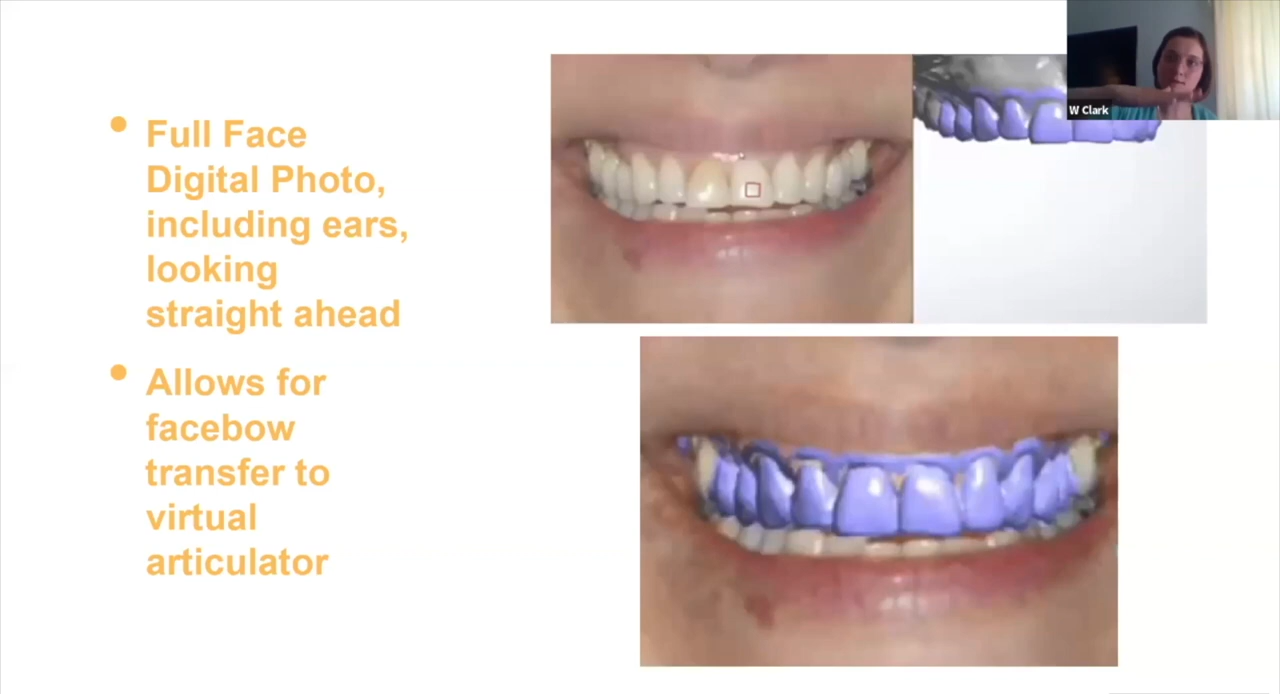 W Clark
• Full Face
Digital Photo,
including ears,
looking
straight ahead
• Allows for
facebow
transfer to
virtual
articulator